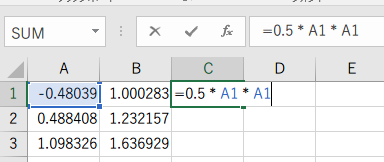 SUM fx =0.5 * A1 * A1
A B C D E
1 -0.48039 1.000283 =0.5 * A1 * A1
2 0.488408 1.232157
3 1.098326 1.636929